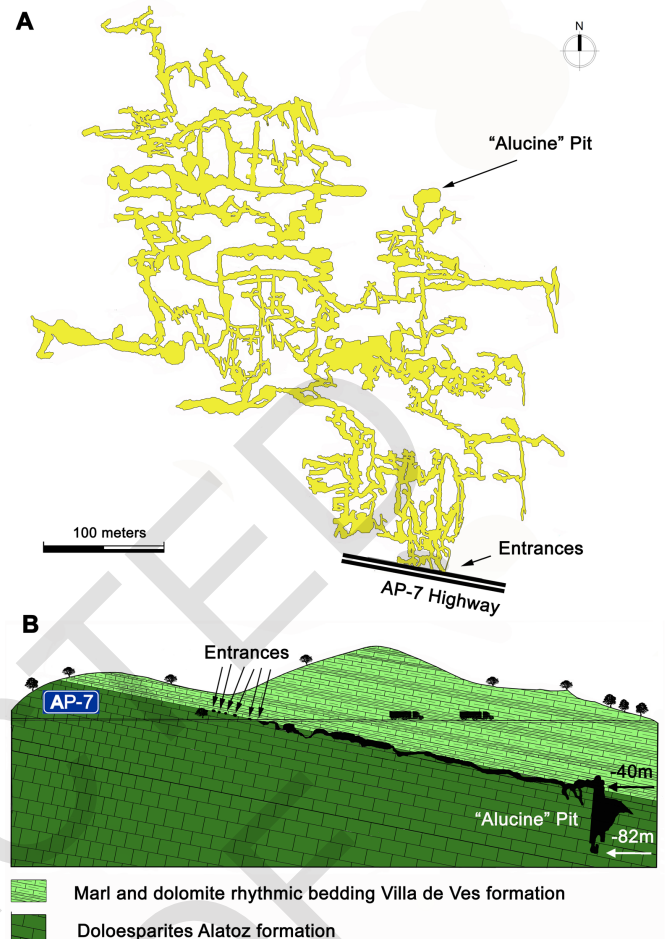 A
N
"Alucine" Pit
100 meters
Entrances
AP-7 Highway
B
Entrances
AP-7
-40m
"Alucine" Pit
-82m
Marl and dolomite rhythmic bedding Villa de Ves formation
Doloesparites Alatoz formation